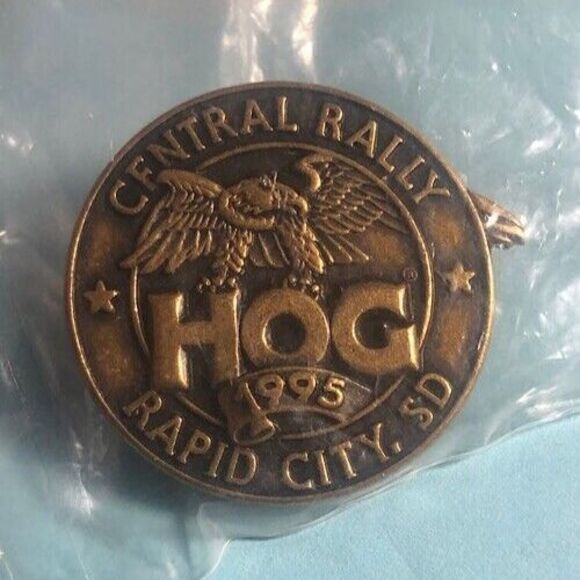 CENTRAL RALLY
HOG®
1995
RAPID CITY, SD